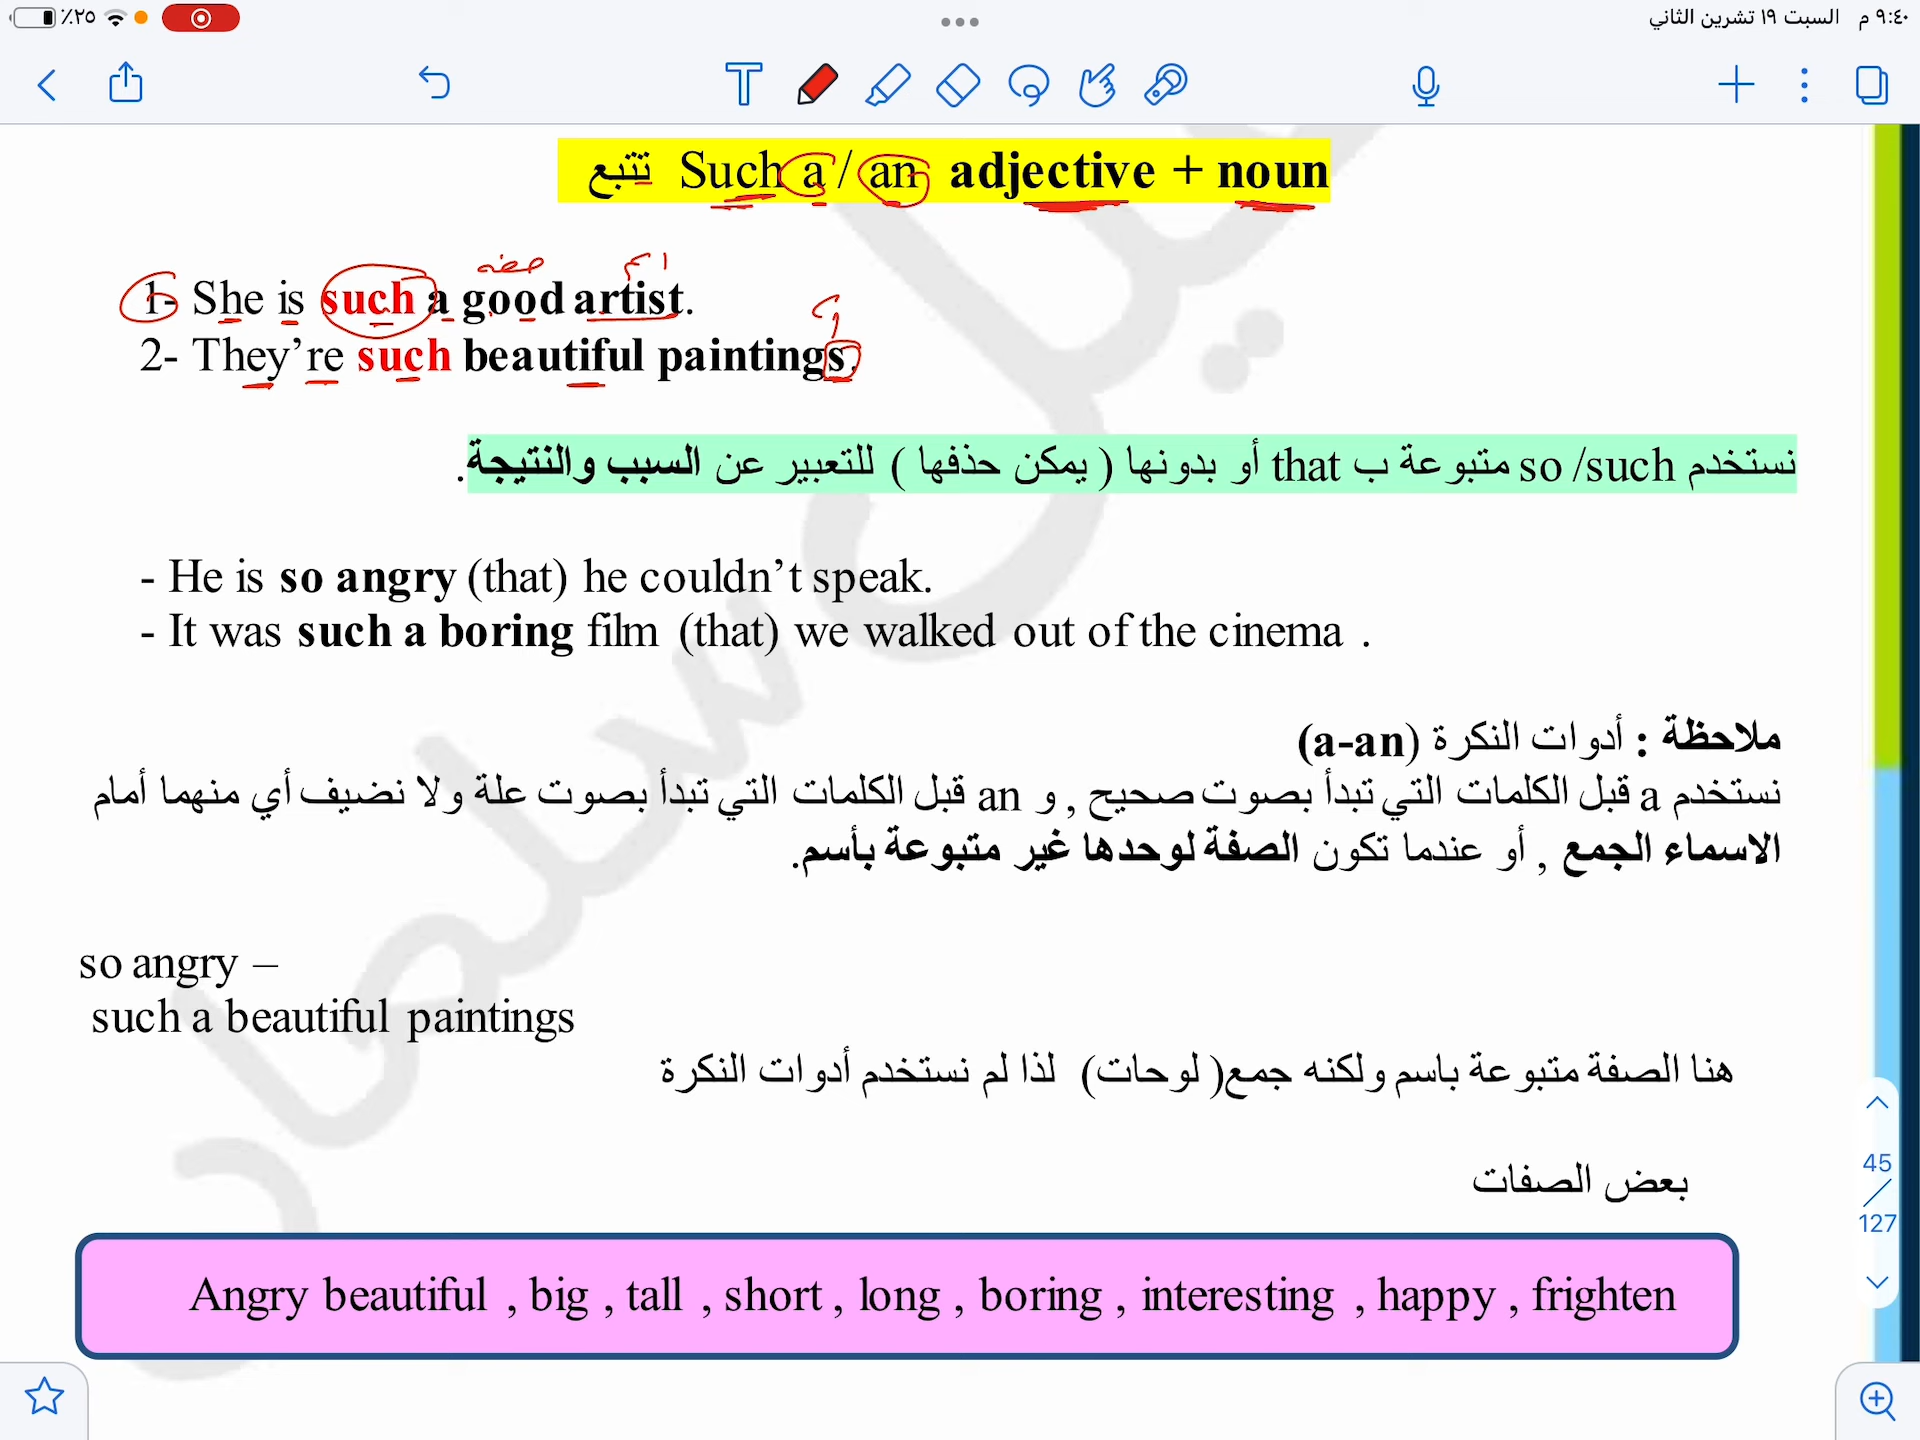 ٩:٤٠ م السبت ١٩ تشرين الثاني
٪٢٥
T
تتبع Such a / an adjective + noun
صفه اسم
1- She is such a good artist.
2- They’re such beautiful paintings.
نستخدم so /such متبوعة ب that أو بدونها ( يمكن حذفها ) للتعبير عن السبب والنتيجة.
- He is so angry (that) he couldn’t speak.
- It was such a boring film (that) we walked out of the cinema .
ملاحظة : أدوات النكرة (a-an)
نستخدم a قبل الكلمات التي تبدأ بصوت صحيح , و an قبل الكلمات التي تبدأ بصوت علة ولا نضيف أي منهما أمام
الاسماء الجمع , أو عندما تكون الصفة لوحدها غير متبوعة بأسم.
so angry –
such a beautiful paintings
هنا الصفة متبوعة باسم ولكنه جمع( لوحات) لذا لم نستخدم أدوات النكرة
بعض الصفات
Angry beautiful , big , tall , short , long , boring , interesting , happy , frighten
45
/
127